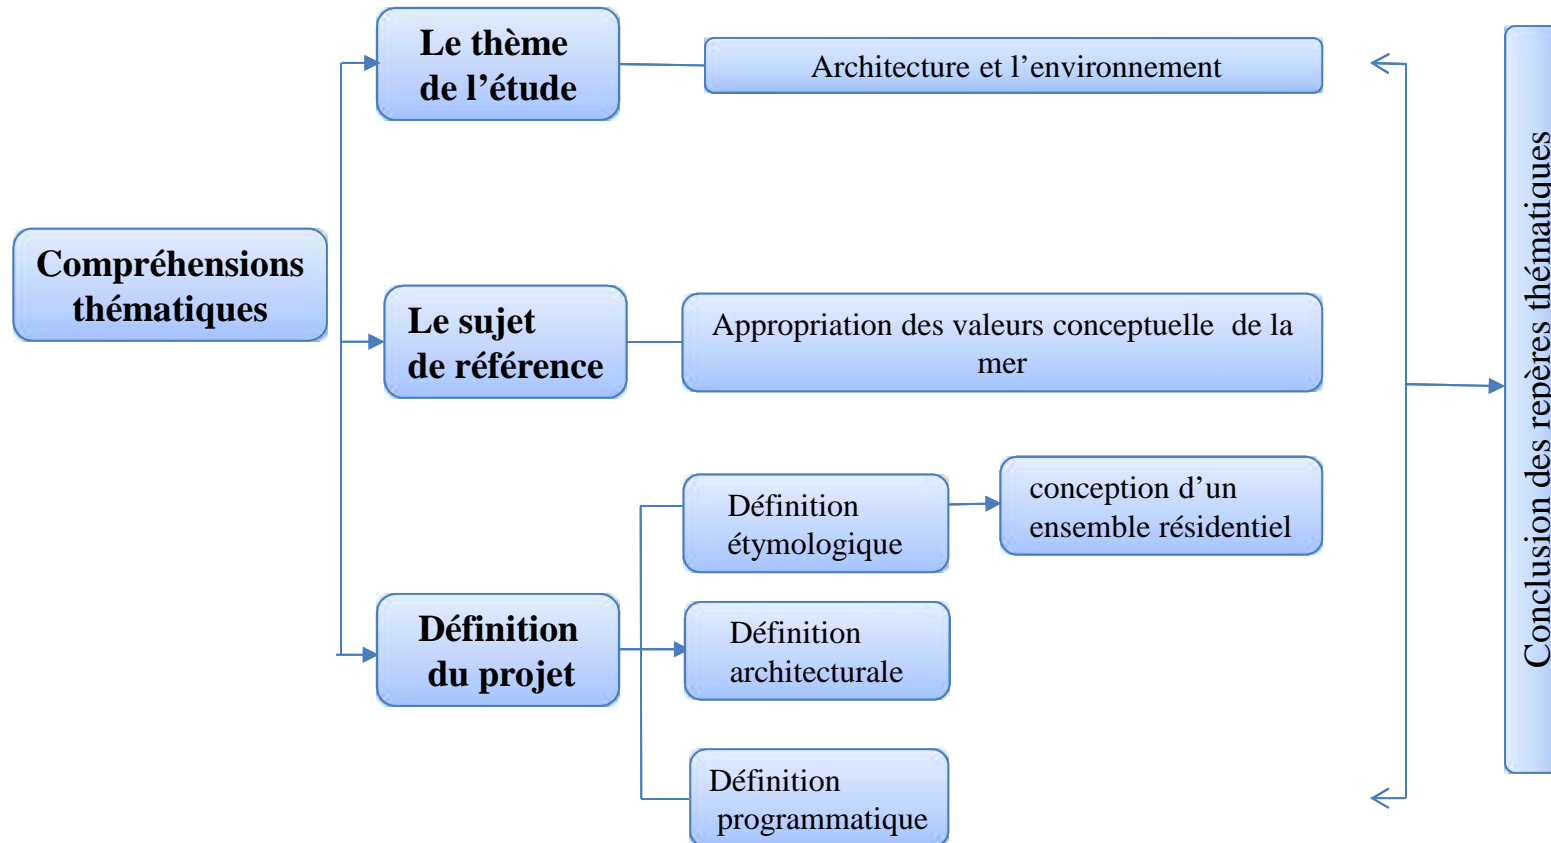 Compréhensions
thématiques
Le thème
de l’étude
Architecture et l’environnement
Le sujet
de référence
Appropriation des valeurs conceptuelle  de la
mer
Définition
du projet
Définition
étymologique
conception d’un
ensemble résidentiel
Définition
architecturale
Définition
programmatique
Conclusion des repères thématiques